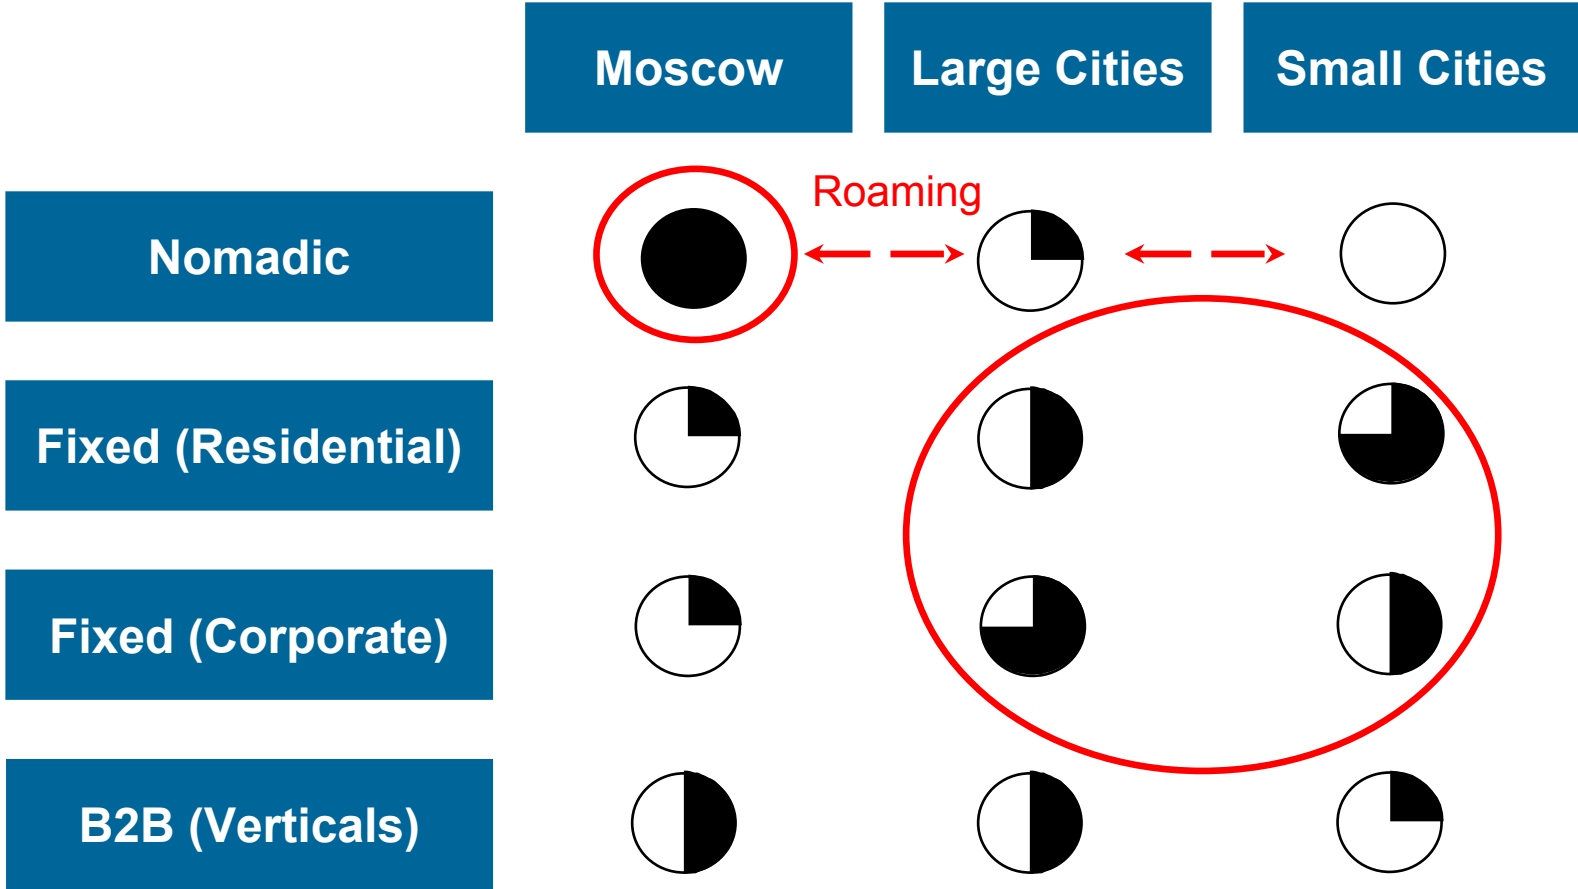 Moscow
Large Cities
Small Cities
Roaming
Nomadic
Fixed (Residential)
Fixed (Corporate)
B2B (Verticals)